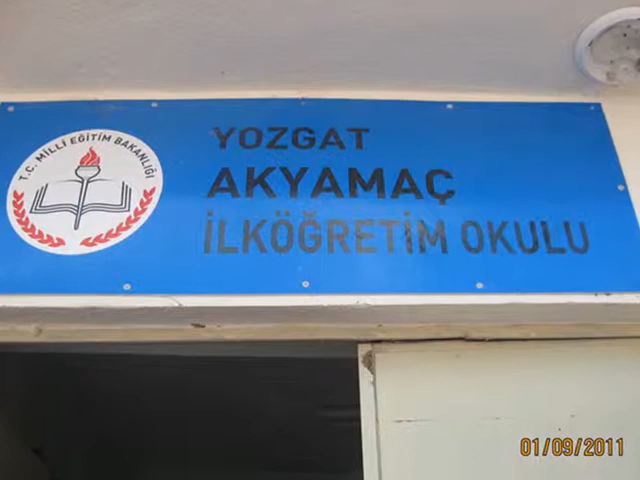 T.C. MİLLİ EĞİTİM BAKANLIĞI
YOZGAT
AKYAMAÇ
İLKÖĞRETİM OKULU
01/09/2011